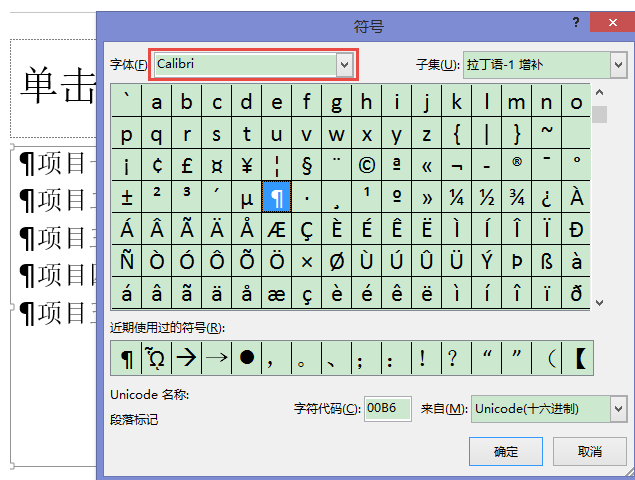 符号
字体(F) Calibri 子集(U): 拉丁语-1 增补
单击
` a b c d e f g h i j k l m n o
p q r s t u v w x y z { | } ~
¡ ¢ £ ¤ ¥ ¦ § ¨ © ª « ¬ - ® ¯ °
± ² ³ ´ µ ¶ · ¸ ¹ º » ¼ ½ ¾ ¿ À
Á Â Ã Ä Å Æ Ç È É Ê Ë Ì Í Î Ï Ð
Ñ Ò Ó Ô Õ Ö × Ø Ù Ú Û Ü Ý Þ ß à
á â ã ä å æ ç è é ê ë ì í î ï ð
¶项目
¶项目
¶项目
¶项目
¶项目
近期使用过的符号(R):
¶ ᾯ → → ● ， 。 、 ； ： ！ ？ “ ” （ 【
Unicode 名称:
段落标记
字符代码(C): 00B6 来自(M): Unicode(十六进制)
确定 取消